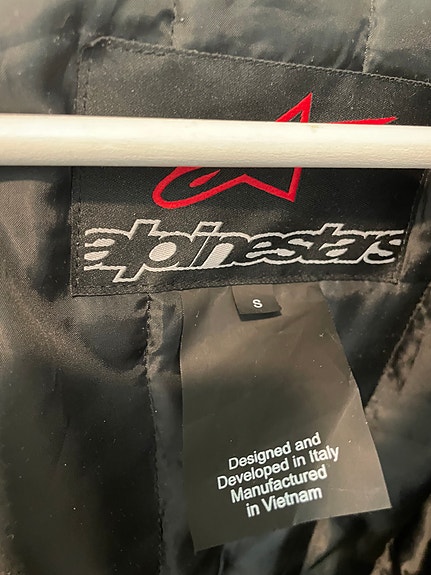 alpinestars
S
Designed and
Developed in Italy
Manufactured
in Vietnam